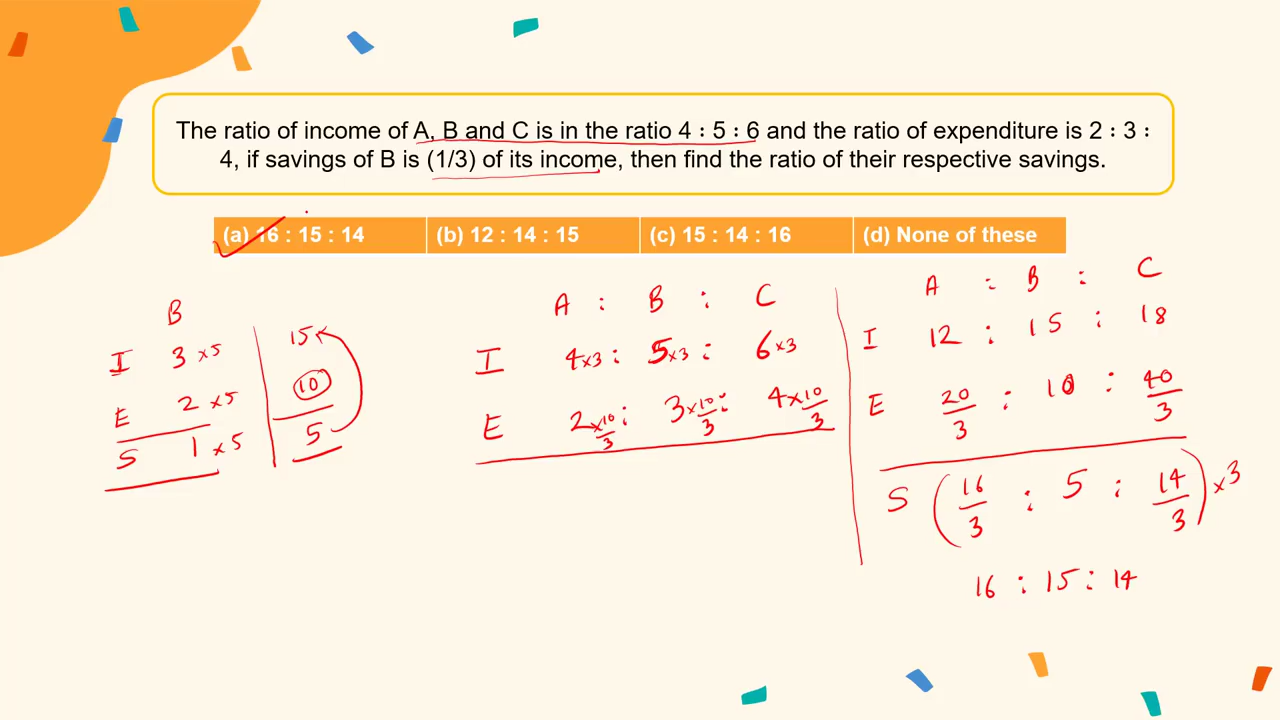 The ratio of income of A, B and C is in the ratio 4 : 5 : 6 and the ratio of expenditure is 2 : 3 :
4, if savings of B is (1/3) of its income, then find the ratio of their respective savings.
(a) 16 : 15 : 14 (b) 12 : 14 : 15 (c) 15 : 14 : 16 (d) None of these
B
I 3 ×5 15
E 2 ×5 10
S 1 ×5 5
A : B : C
I 4×3 : 5×3 : 6×3
E 2×10/3 : 3×10/3 : 4×10/3
A : B : C
I 12 : 15 : 18
E 20/3 : 10 : 40/3
S (16/3 : 5 : 14/3) ×3
16 : 15 : 14